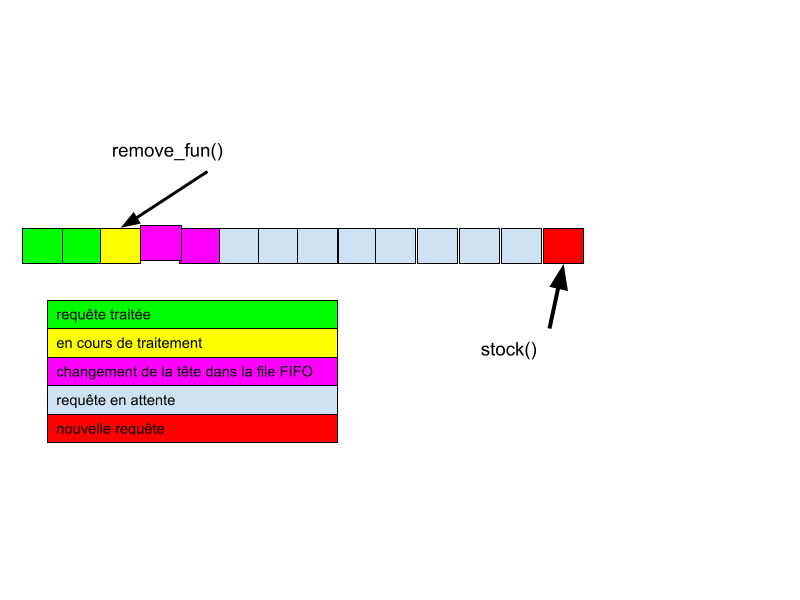 remove_fun()
stock()
requête traitée
en cours de traitement
changement de la tête dans la file FIFO
requête en attente
nouvelle requête